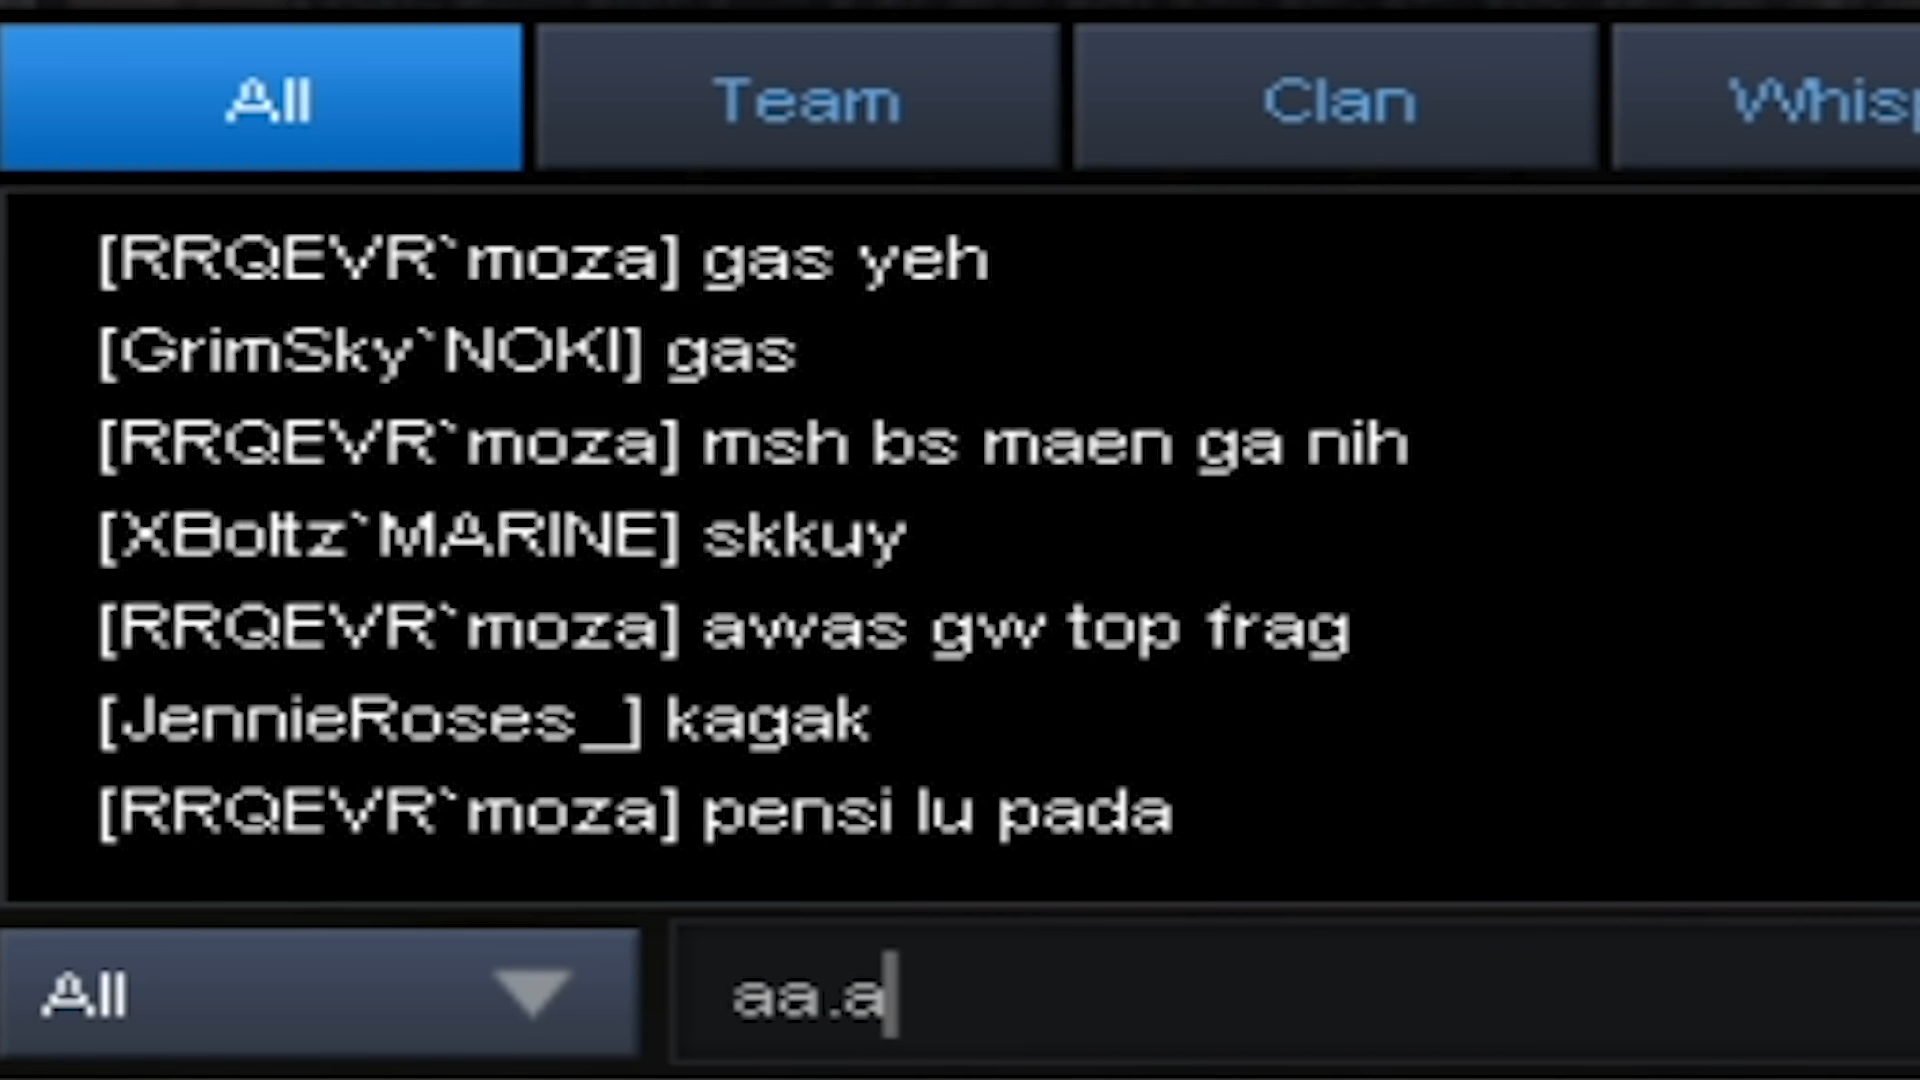 All Team Clan Whisp
[RRQEVR`moza] gas yeh
[GrimSky`NOKI] gas
[RRQEVR`moza] msh bs maen ga nih
[XBoltz`MARINE] skkuy
[RRQEVR`moza] awas gw top frag
[JennieRoses_] kagak
[RRQEVR`moza] pensi lu pada
All aa.a